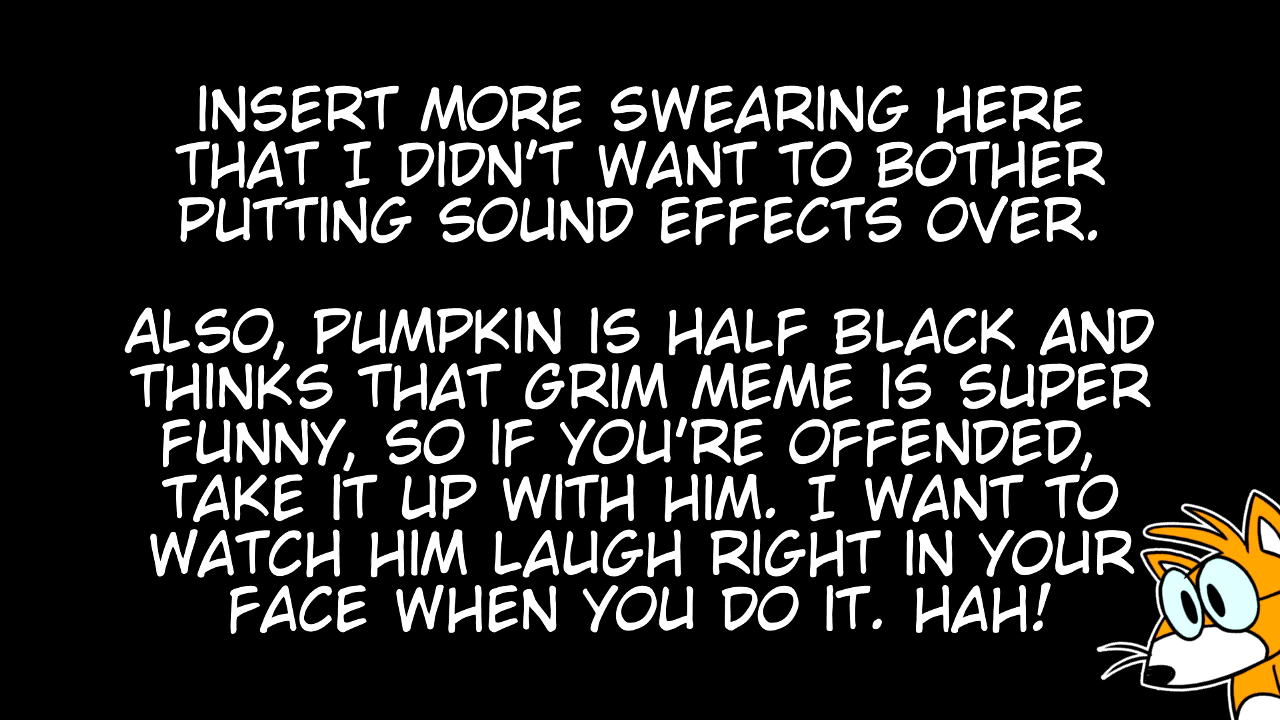 INSERT MORE SWEARING HERE
THAT I DIDN'T WANT TO BOTHER
PUTTING SOUND EFFECTS OVER.
ALSO, PUMPKIN IS HALF BLACK AND
THINKS THAT GRIM MEME IS SUPER
FUNNY, SO IF YOU'RE OFFENDED,
TAKE IT UP WITH HIM. I WANT TO
WATCH HIM LAUGH RIGHT IN YOUR
FACE WHEN YOU DO IT. HAH!